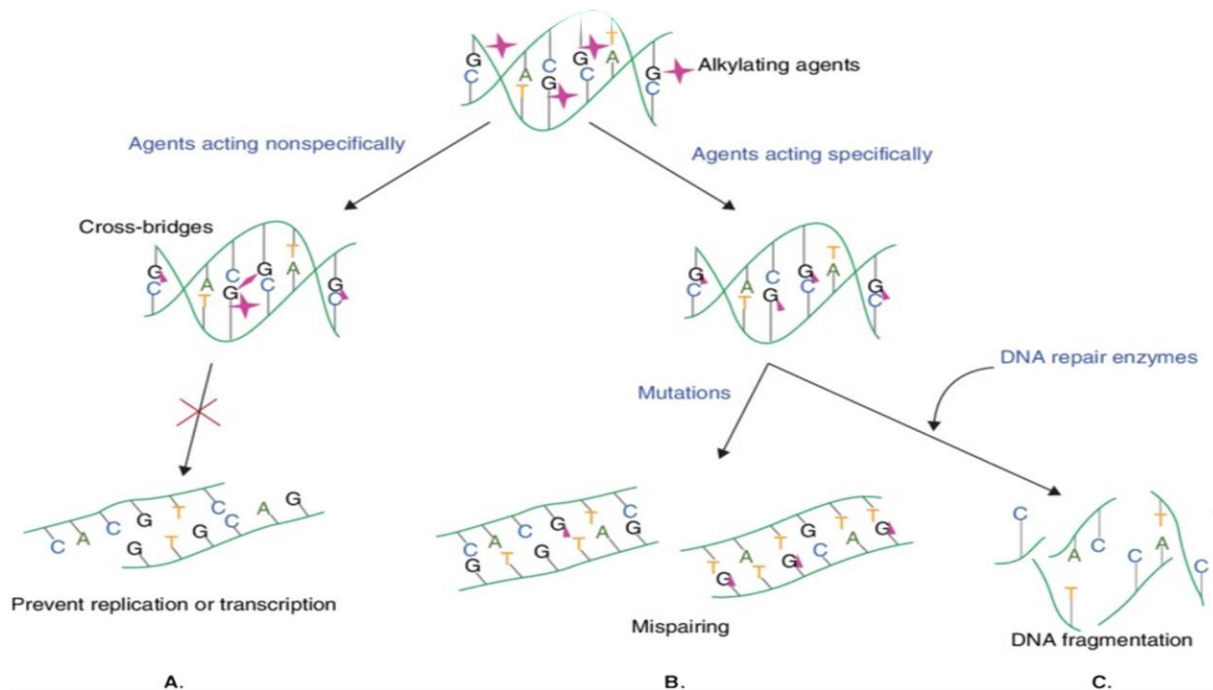 G
C
A
T
C
G
G
C
T
A
G
C
Alkylating agents
Agents acting nonspecifically
Agents acting specifically
Cross-bridges
G
C
A
T
C
G
G
C
T
A
G
C
G
C
A
T
C
G
G
C
T
A
G
C
DNA repair enzymes
Mutations
C A C G T C C A G
G T G
C A C G T C
G T G T A G
T A T G T T
G T G C A G
C
A
T
C
C
T
A
C
Prevent replication or transcription
Mispairing
DNA fragmentation
A.
B.
C.